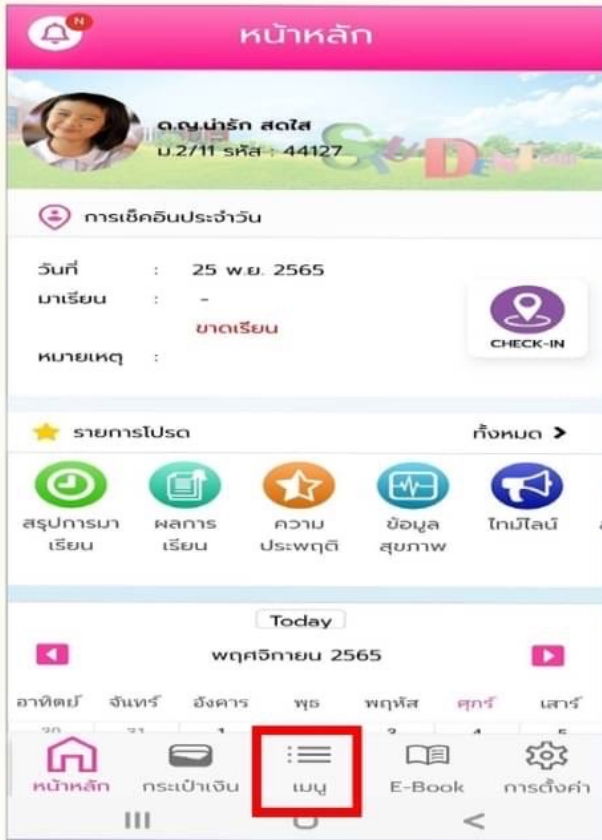 N
หน้าหลัก
ด.ญ.น่ารัก สดใส
ม.2/11 รหัส : 44127
STUDENT CARE
การเช็คอินประจำวัน
วันที่ : 25 พ.ย. 2565
มาเรียน : -
ขาดเรียน
CHECK-IN
หมายเหตุ :
รายการโปรด ทั้งหมด >
สรุปการมา ผลการ ความ ข้อมูล ไทม์ไลน์
เรียน เรียน ประพฤติ สุขภาพ
Today
พฤศจิกายน 2565
อาทิตย์ จันทร์ อังคาร พุธ พฤหัส ศุกร์ เสาร์
30 31 1 3 4 5
หน้าหลัก กระเป๋าเงิน เมนู E-Book การตั้งค่า